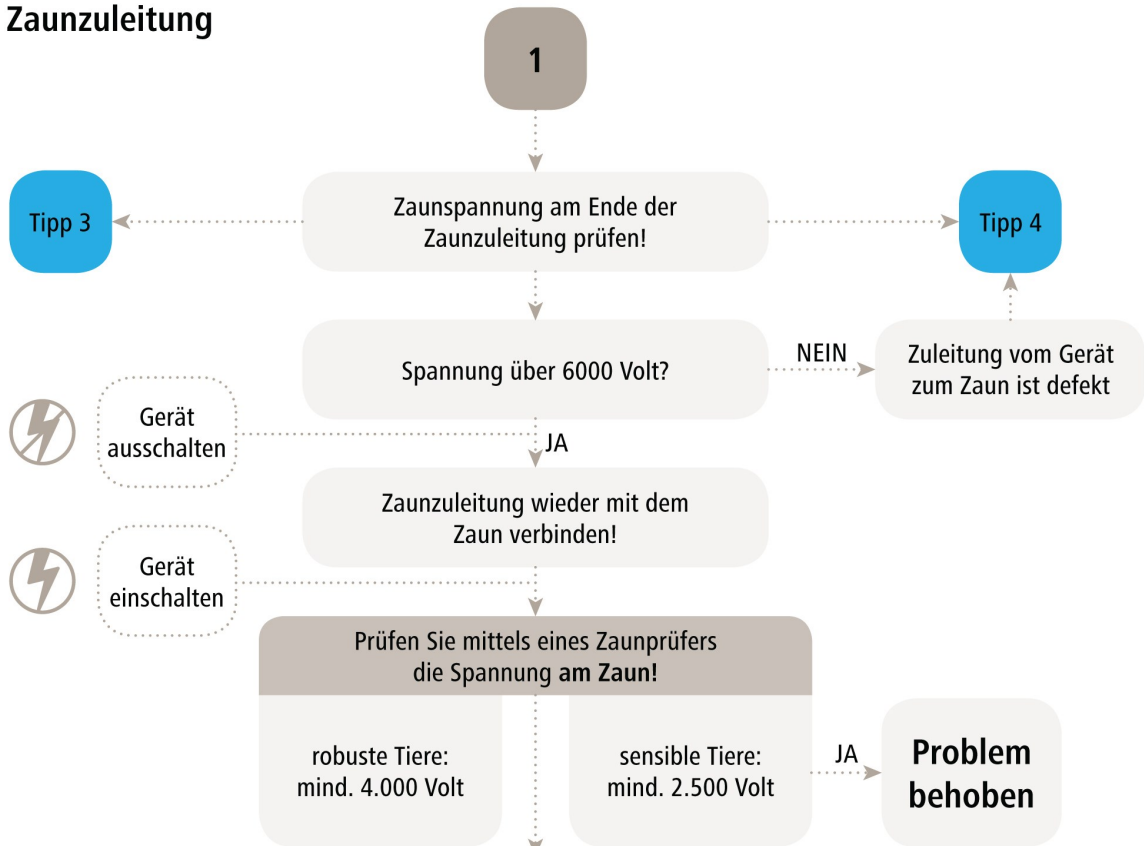 Zaunzuleitung
1
Tipp 3
Zaunspannung am Ende der
Zaunzuleitung prüfen!
Tipp 4
Spannung über 6000 Volt?
NEIN
Zuleitung vom Gerät
zum Zaun ist defekt
Gerät
ausschalten
JA
Zaunzuleitung wieder mit dem
Zaun verbinden!
Gerät
einschalten
Prüfen Sie mittels eines Zaunprüfers
die Spannung am Zaun!
robuste Tiere:
mind. 4.000 Volt
sensible Tiere:
mind. 2.500 Volt
JA
Problem
behoben